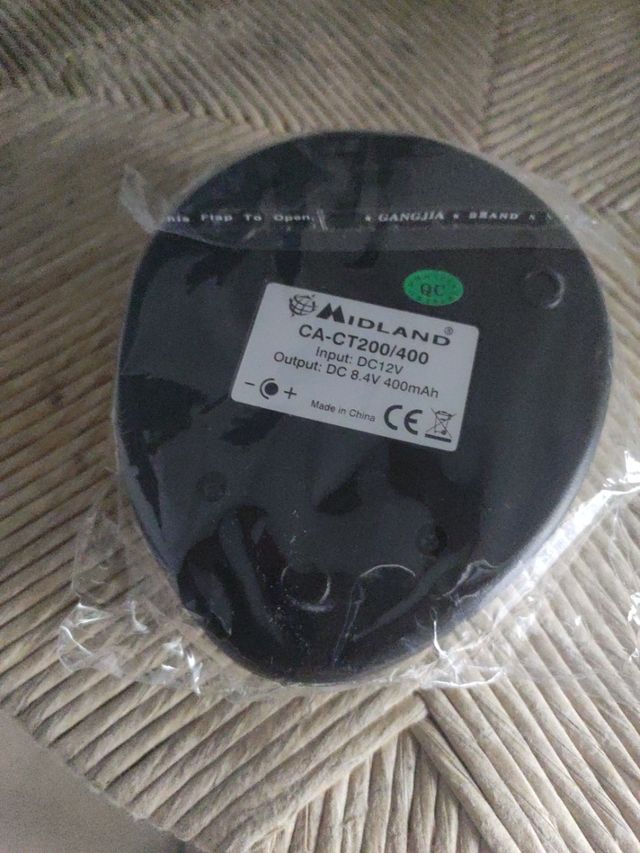 his Flap To Open. ★ GANGJIA ★ BRAND ★
QC
MIDLAND®
CA-CT200/400
Input: DC12V
Output: DC 8.4V 400mAh
− +
Made in China CE